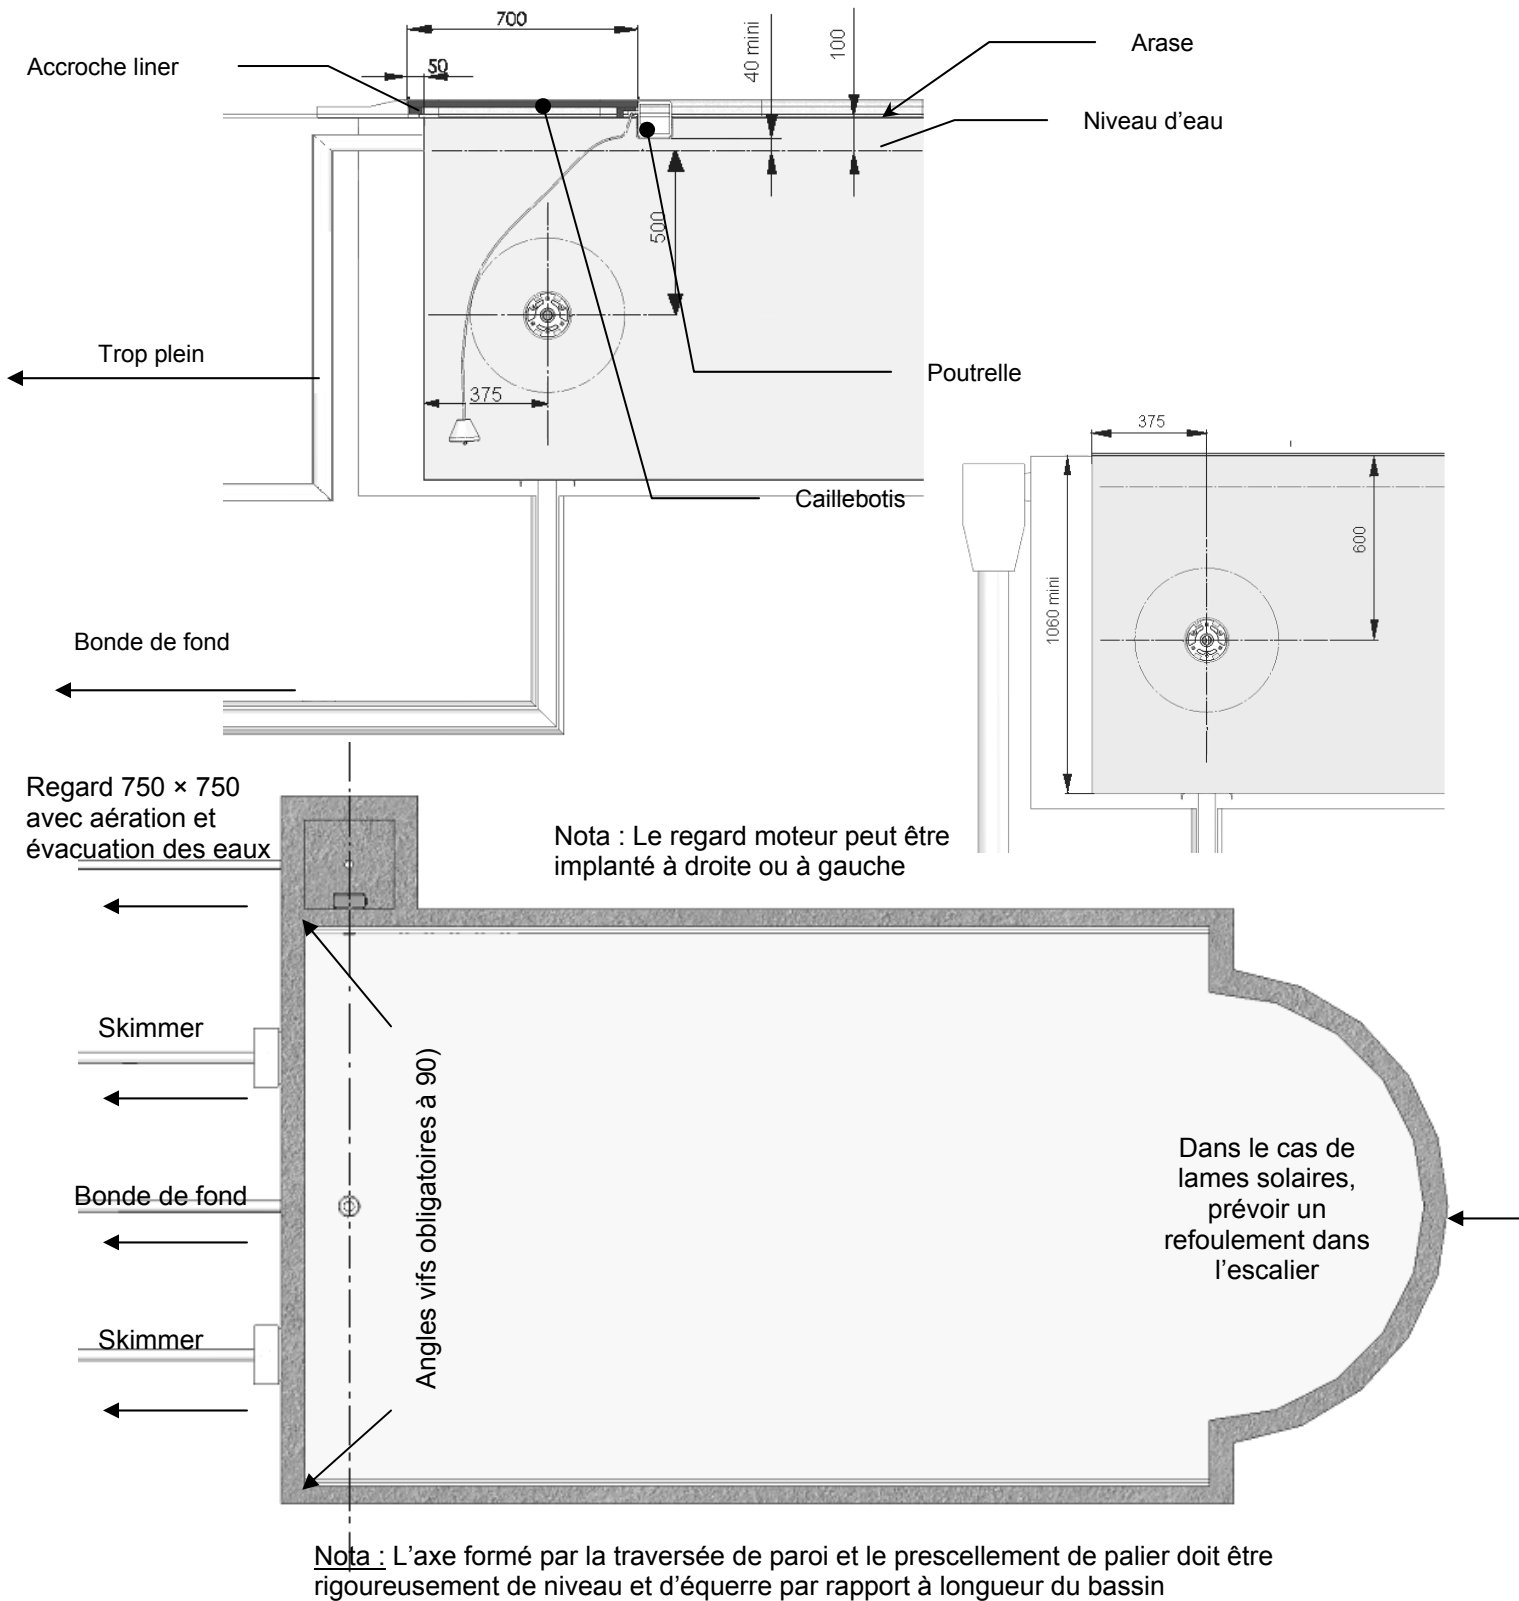 700
Accroche liner
50
40 mini
100
Arase
Niveau d'eau
500
Trop plein
375
Poutrelle
Caillebotis
375
600
1060 mini
Bonde de fond
Regard 750 × 750
avec aération et
évacuation des eaux
Nota : Le regard moteur peut être
implanté à droite ou à gauche
Skimmer
Angles vifs obligatoires à 90)
Bonde de fond
Dans le cas de
lames solaires,
prévoir un
refoulement dans
l'escalier
Skimmer
Nota : L'axe formé par la traversée de paroi et le prescellement de palier doit être
rigoureusement de niveau et d'équerre par rapport à longueur du bassin